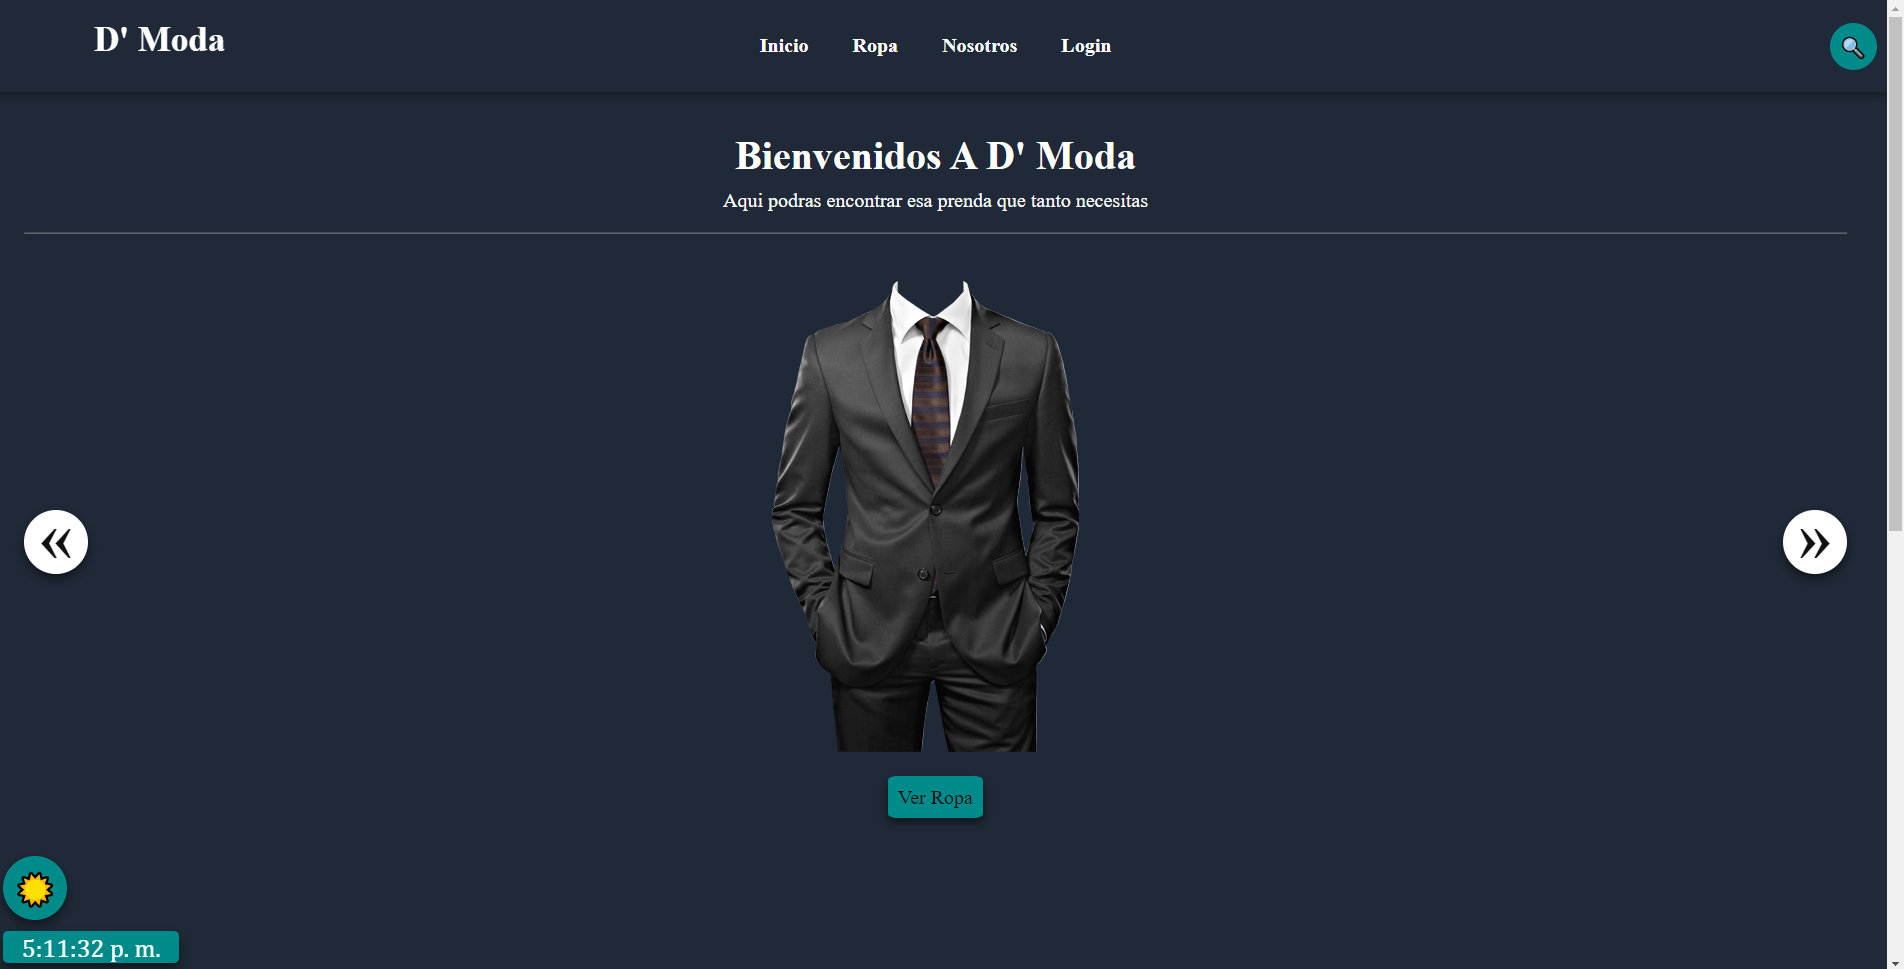 D' Moda
Inicio Ropa Nosotros Login
Bienvenidos A D' Moda
Aqui podras encontrar esa prenda que tanto necesitas
« »
Ver Ropa
5:11:32 p. m.